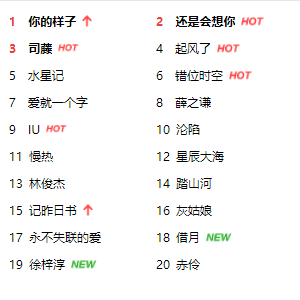 1 你的样子
2 还是会想你 HOT
3 司藤 HOT
4 起风了 HOT
5 水星记
6 错位时空 HOT
7 爱就一个字
8 薛之谦
9 IU HOT
10 沦陷
11 慢热
12 星辰大海
13 林俊杰
14 踏山河
15 记昨日书
16 灰姑娘
17 永不失联的爱
18 借月 NEW
19 徐梓淳 NEW
20 赤伶